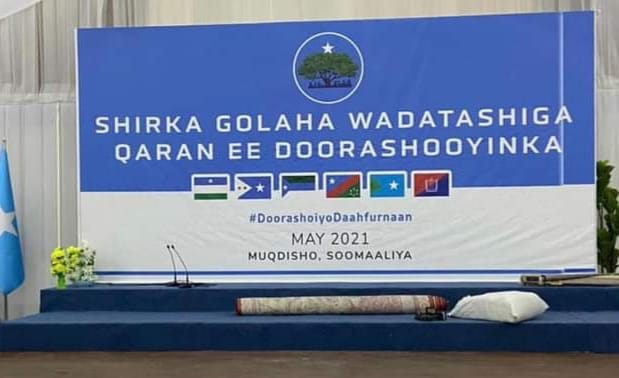 SHIRKA GOLAHA WADATASHIGA
QARAN EE DOORASHOOYINKA
#DoorashoiyoDaahfurnaan
MAY 2021
MUQDISHO, SOOMAALIYA